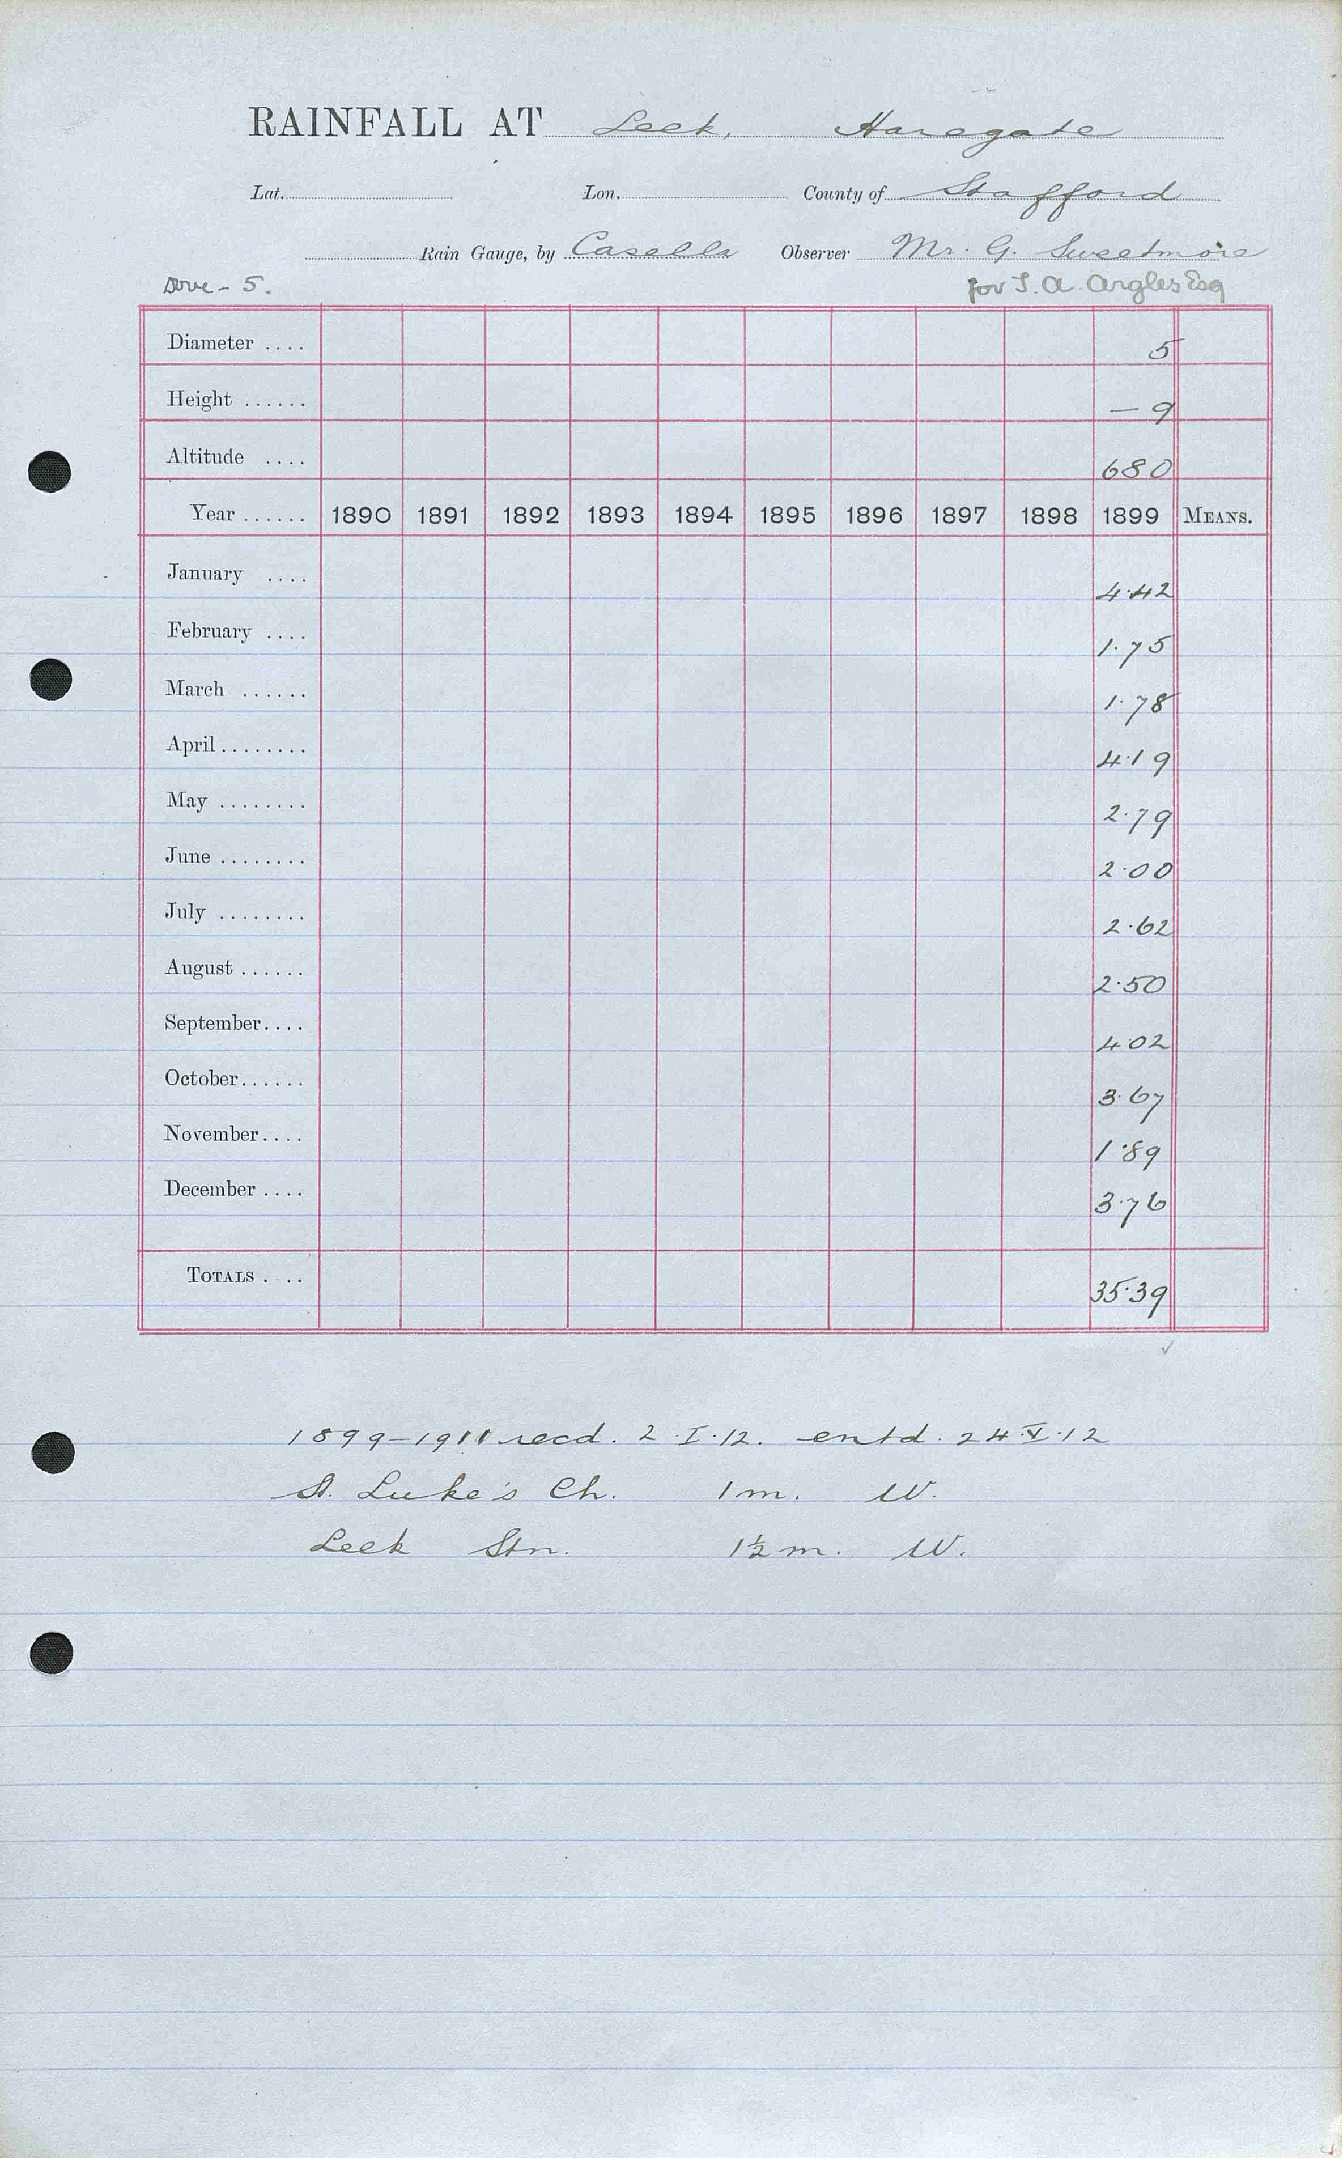 RAINFALL AT Leek, Haregate
Lat. Lon. County of Stafford
Rain Gauge, by Casella Observer Mr. G. Sweetmore
Dove - 5. for T. A. Argles Esq
Diameter .... 5
Height ...... — 9
Altitude .... 680
Year ...... 1890 1891 1892 1893 1894 1895 1896 1897 1898 1899 MEANS.
January .... 4.42
February .... 1.75
March ...... 1.78
April ........ 4.19
May ........ 2.79
June ........ 2.00
July ........ 2.62
August ...... 2.50
September .... 4.02
October ...... 3.67
November .... 1.89
December .... 3.76
TOTALS .... 35.39
1899-1911 recd. 2.I.12. entd. 24 V.12
St. Luke's Ch. 1 m. W.
Leek Stn. 1½ m. W.